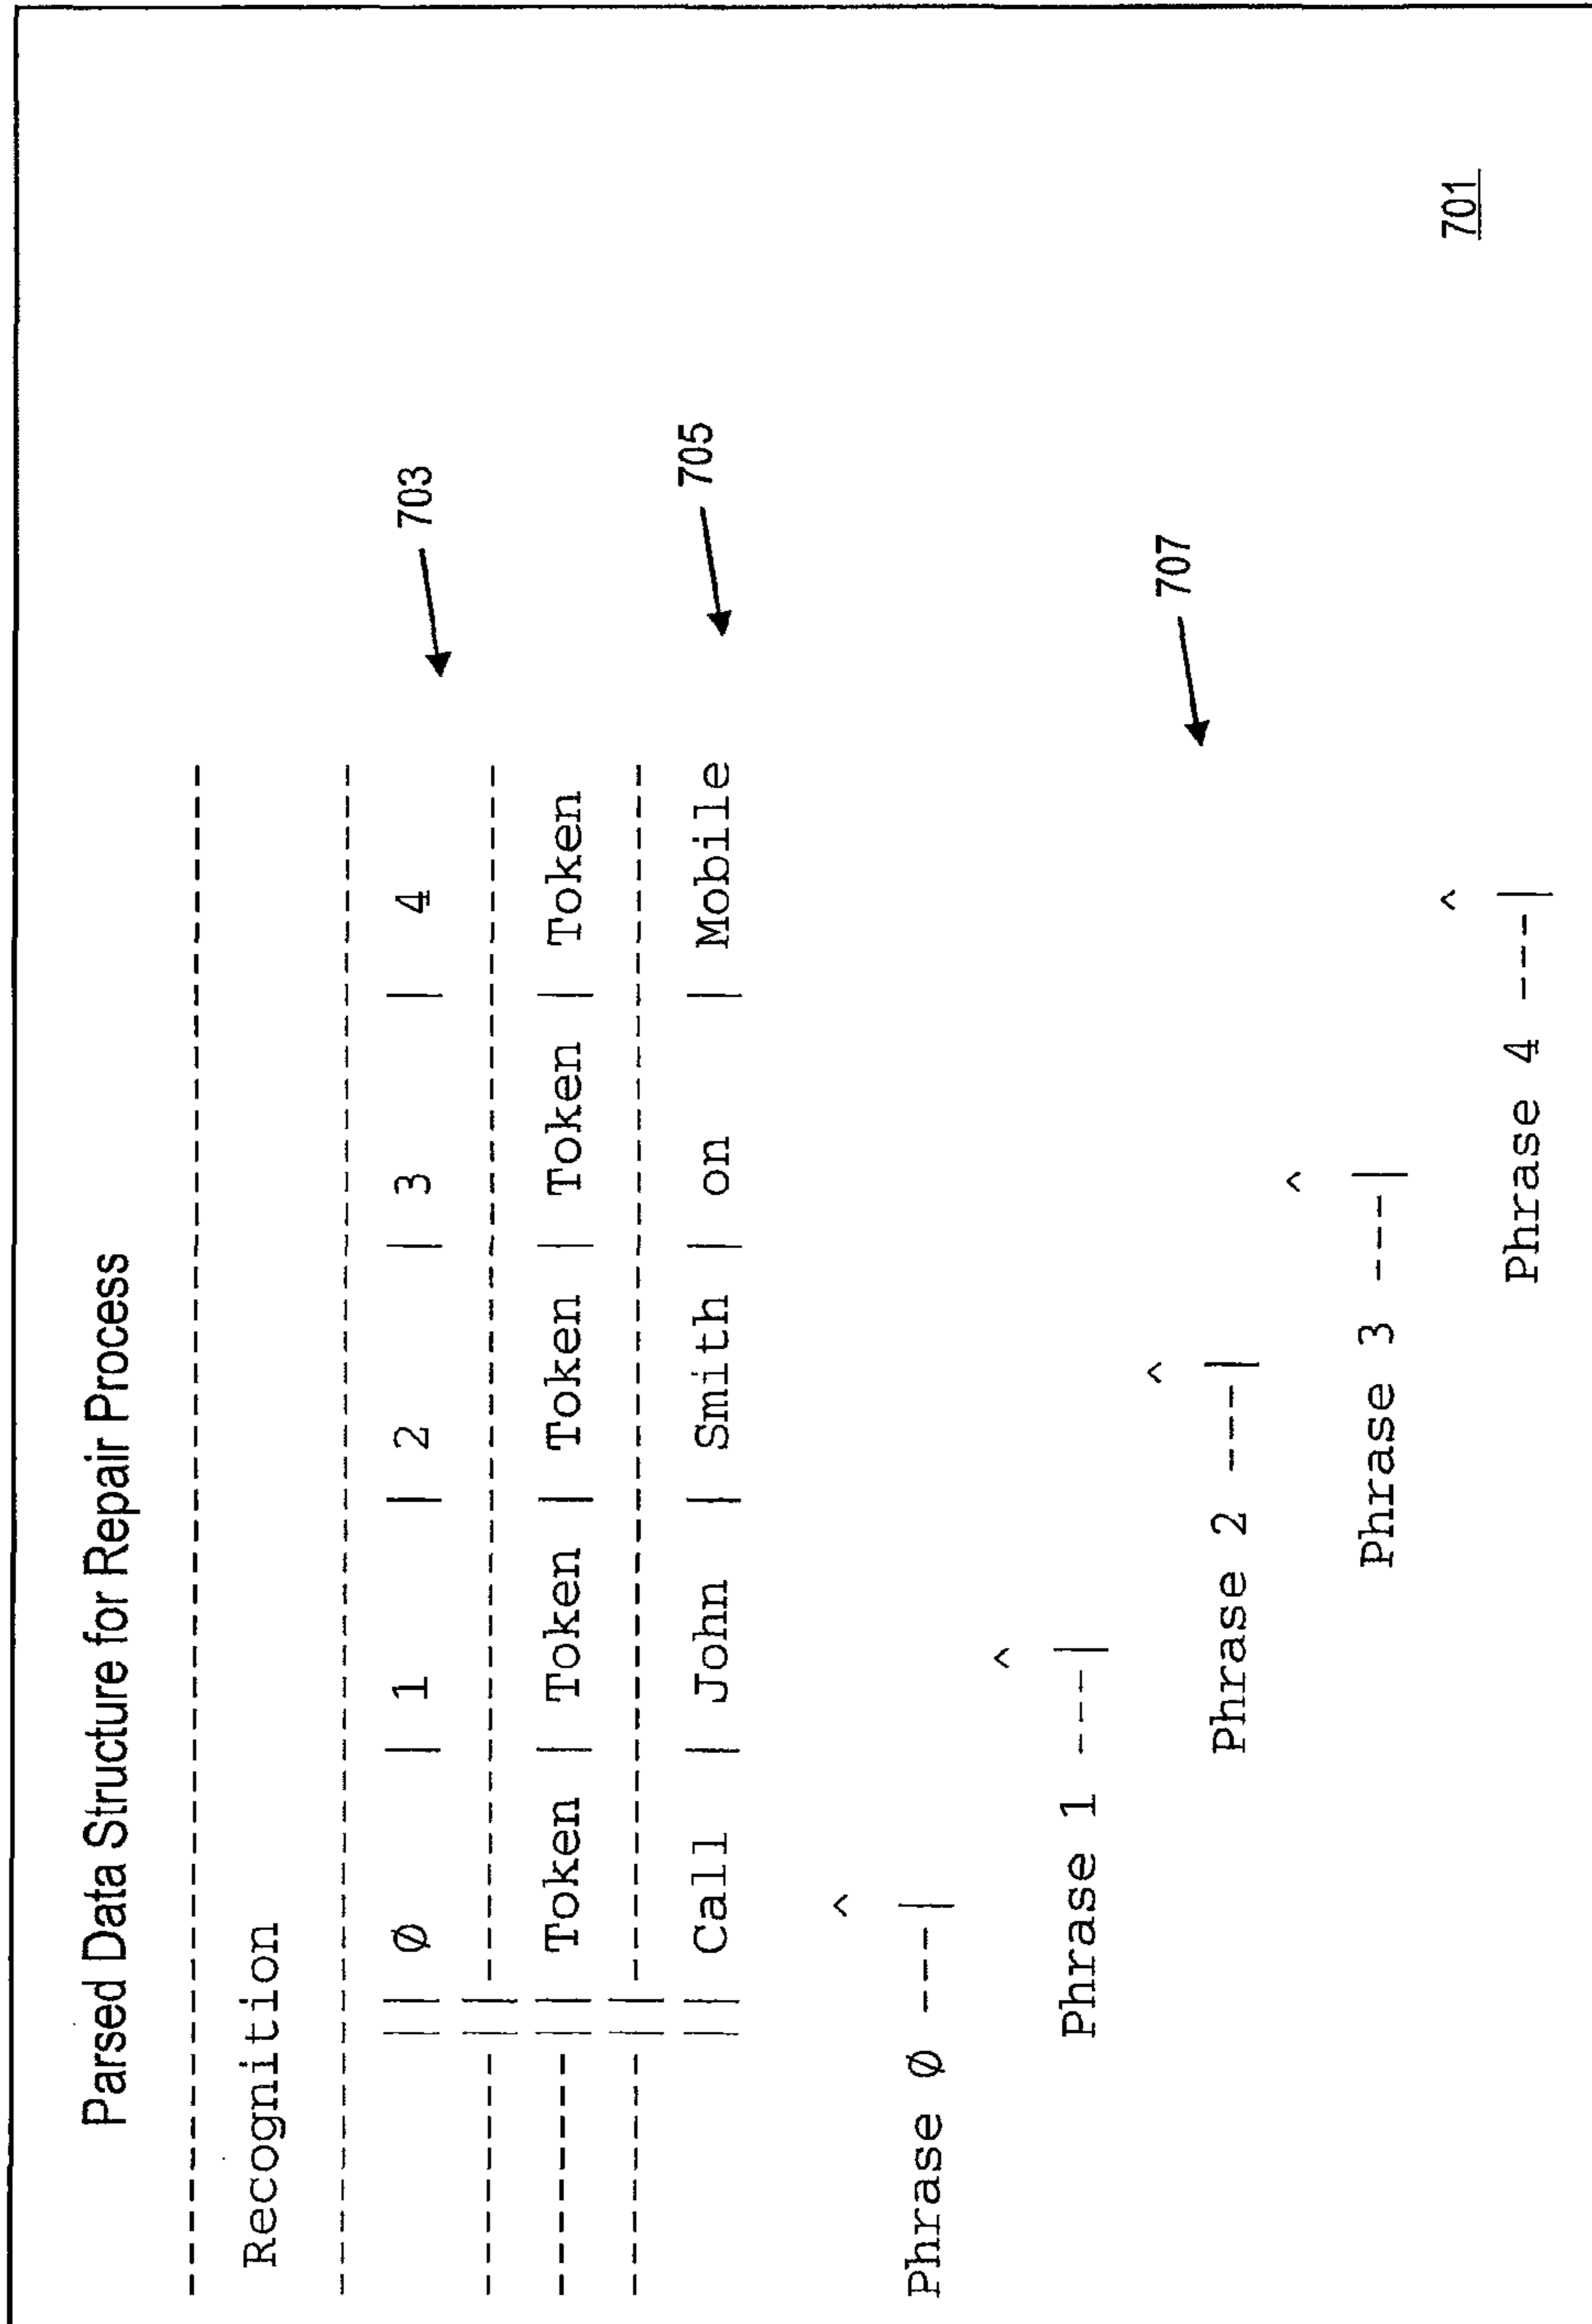 Parsed Data Structure for Repair Process
---------------------------------------------
Recognition
---------------------------------------------
|| Ø | 1 | 2 | 3 | 4
703
-------||------------------------------------
------- || Token | Token | Token | Token | Token
-------||------------------------------------
|| Call | John | Smith | on | Mobile
705
^
Phrase Ø ---|
^
Phrase 1 ---|
707
^
Phrase 2 ---|
^
Phrase 3 ---|
^
Phrase 4 ---|
701